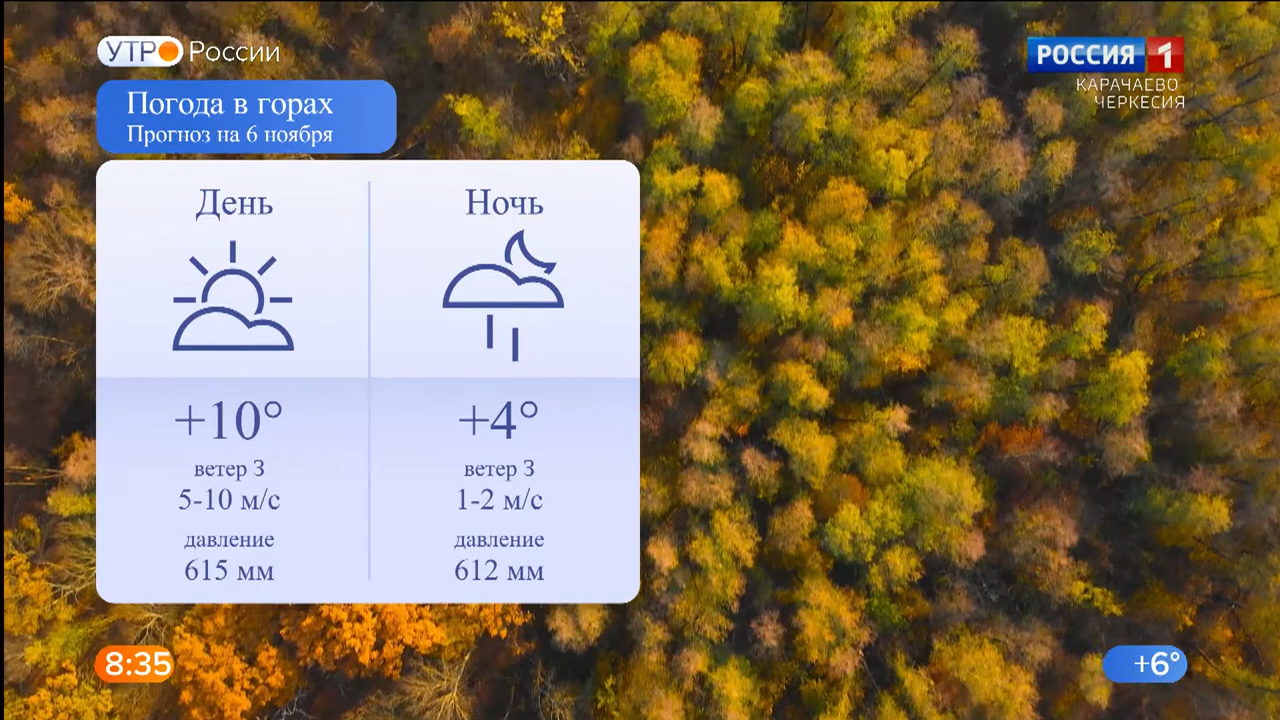 УТРО России
РОССИЯ 1
КАРАЧАЕВО
ЧЕРКЕСИЯ
Погода в горах
Прогноз на 6 ноября
День
Ночь
+10°
+4°
ветер З
ветер З
5-10 м/с
1-2 м/с
давление
давление
615 мм
612 мм
8:35
+6°